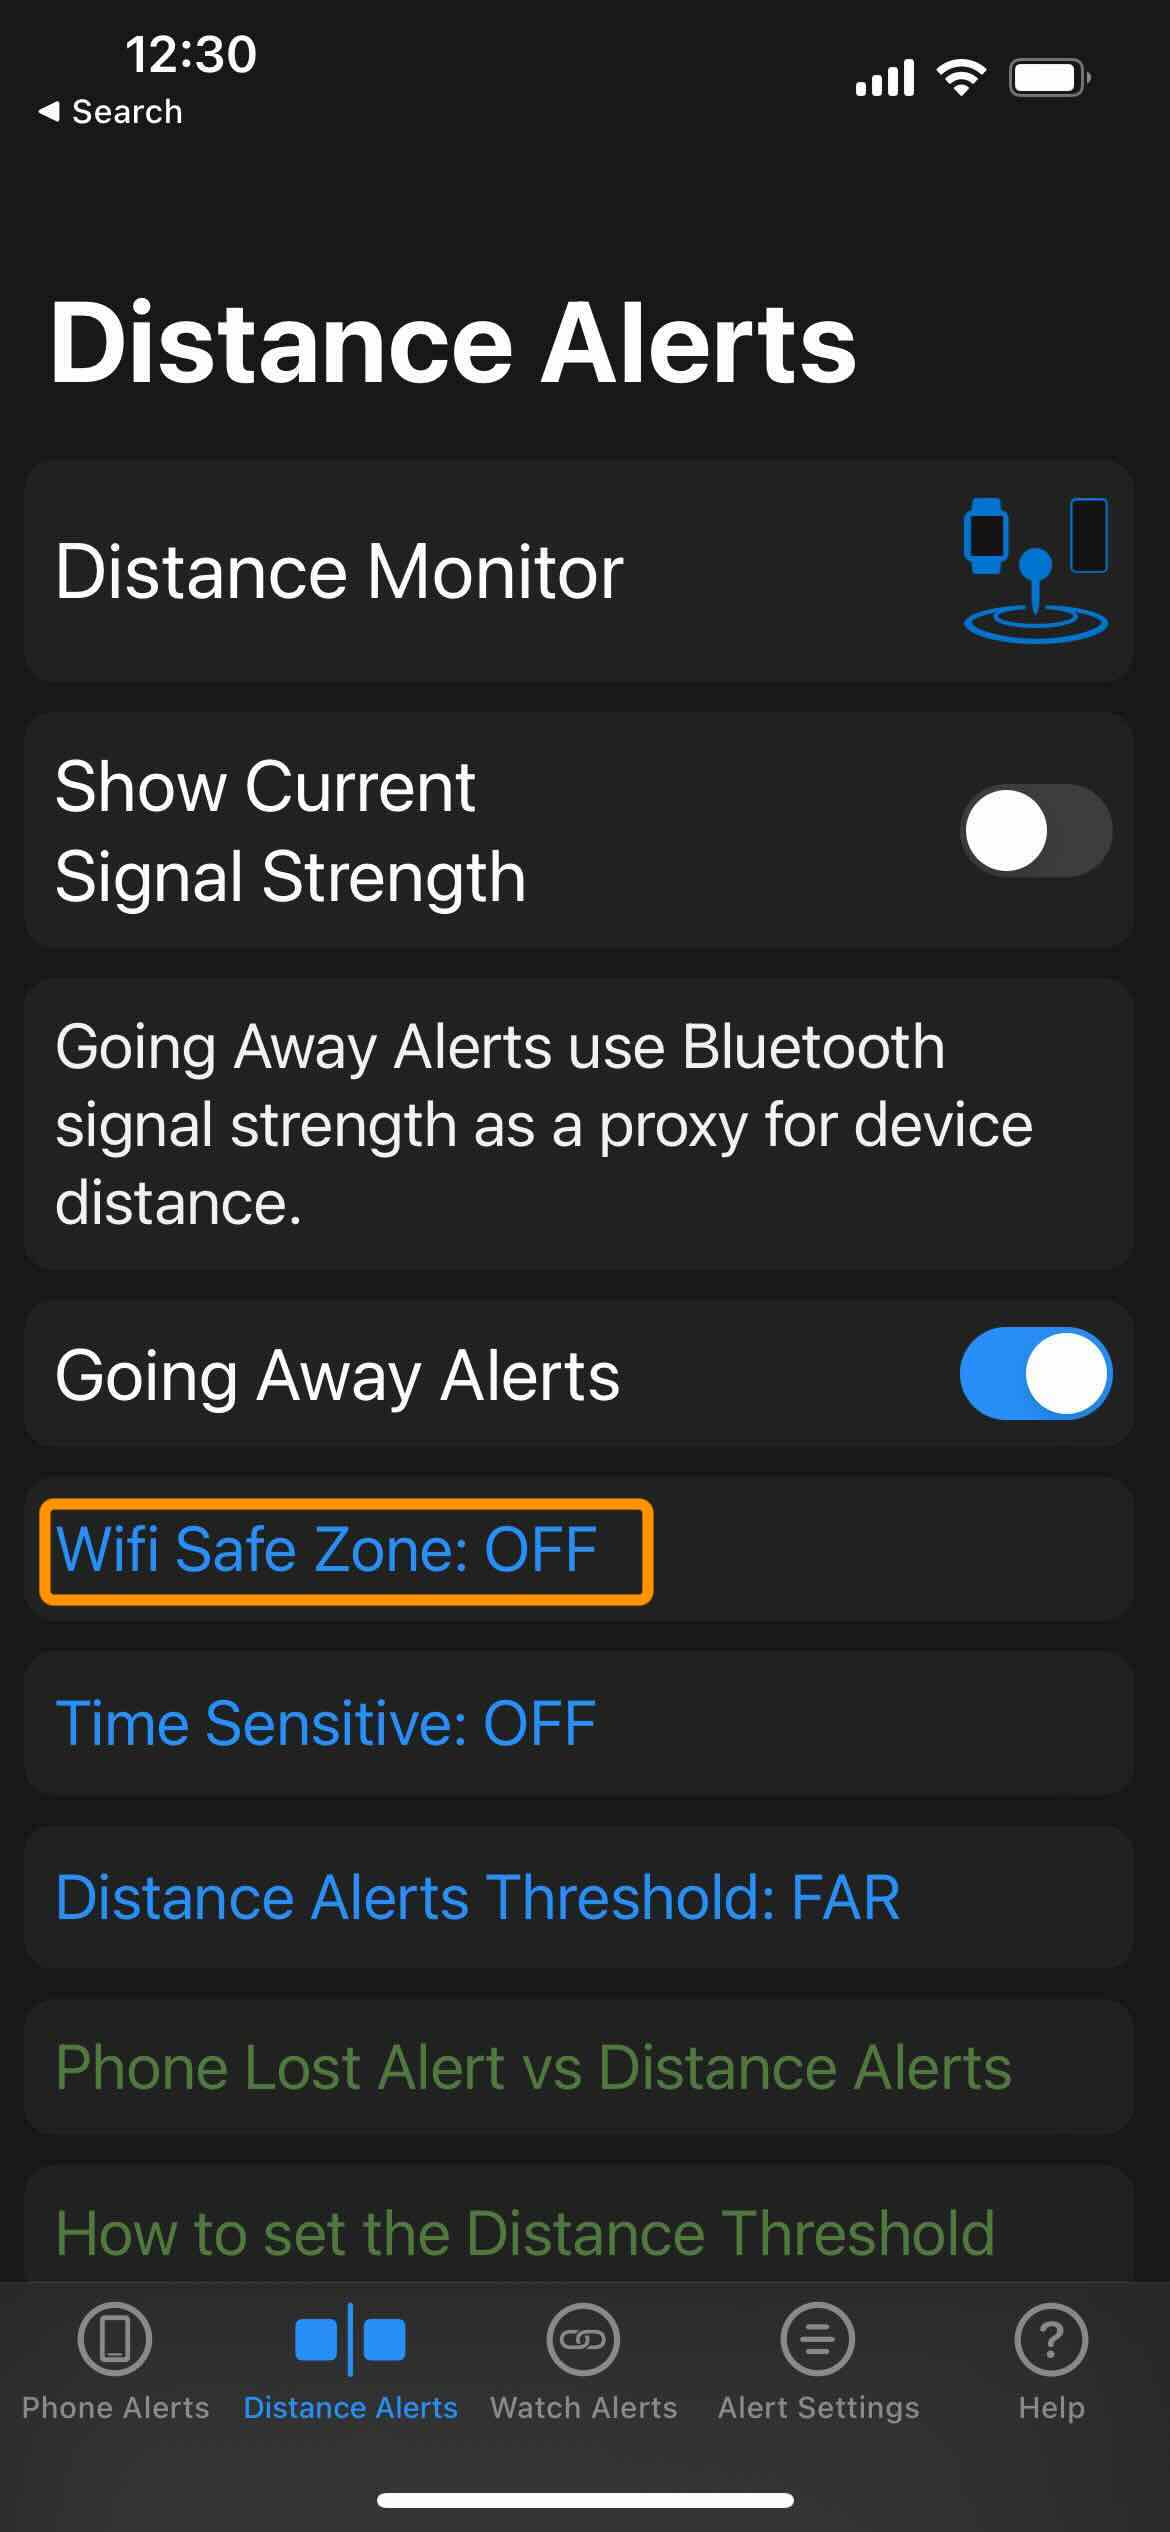 12:30
◀ Search
Distance Alerts
Distance Monitor
Show Current
Signal Strength
Going Away Alerts use Bluetooth
signal strength as a proxy for device
distance.
Going Away Alerts
Wifi Safe Zone: OFF
Time Sensitive: OFF
Distance Alerts Threshold: FAR
Phone Lost Alert vs Distance Alerts
How to set the Distance Threshold
Phone Alerts
Distance Alerts
Watch Alerts
Alert Settings
Help